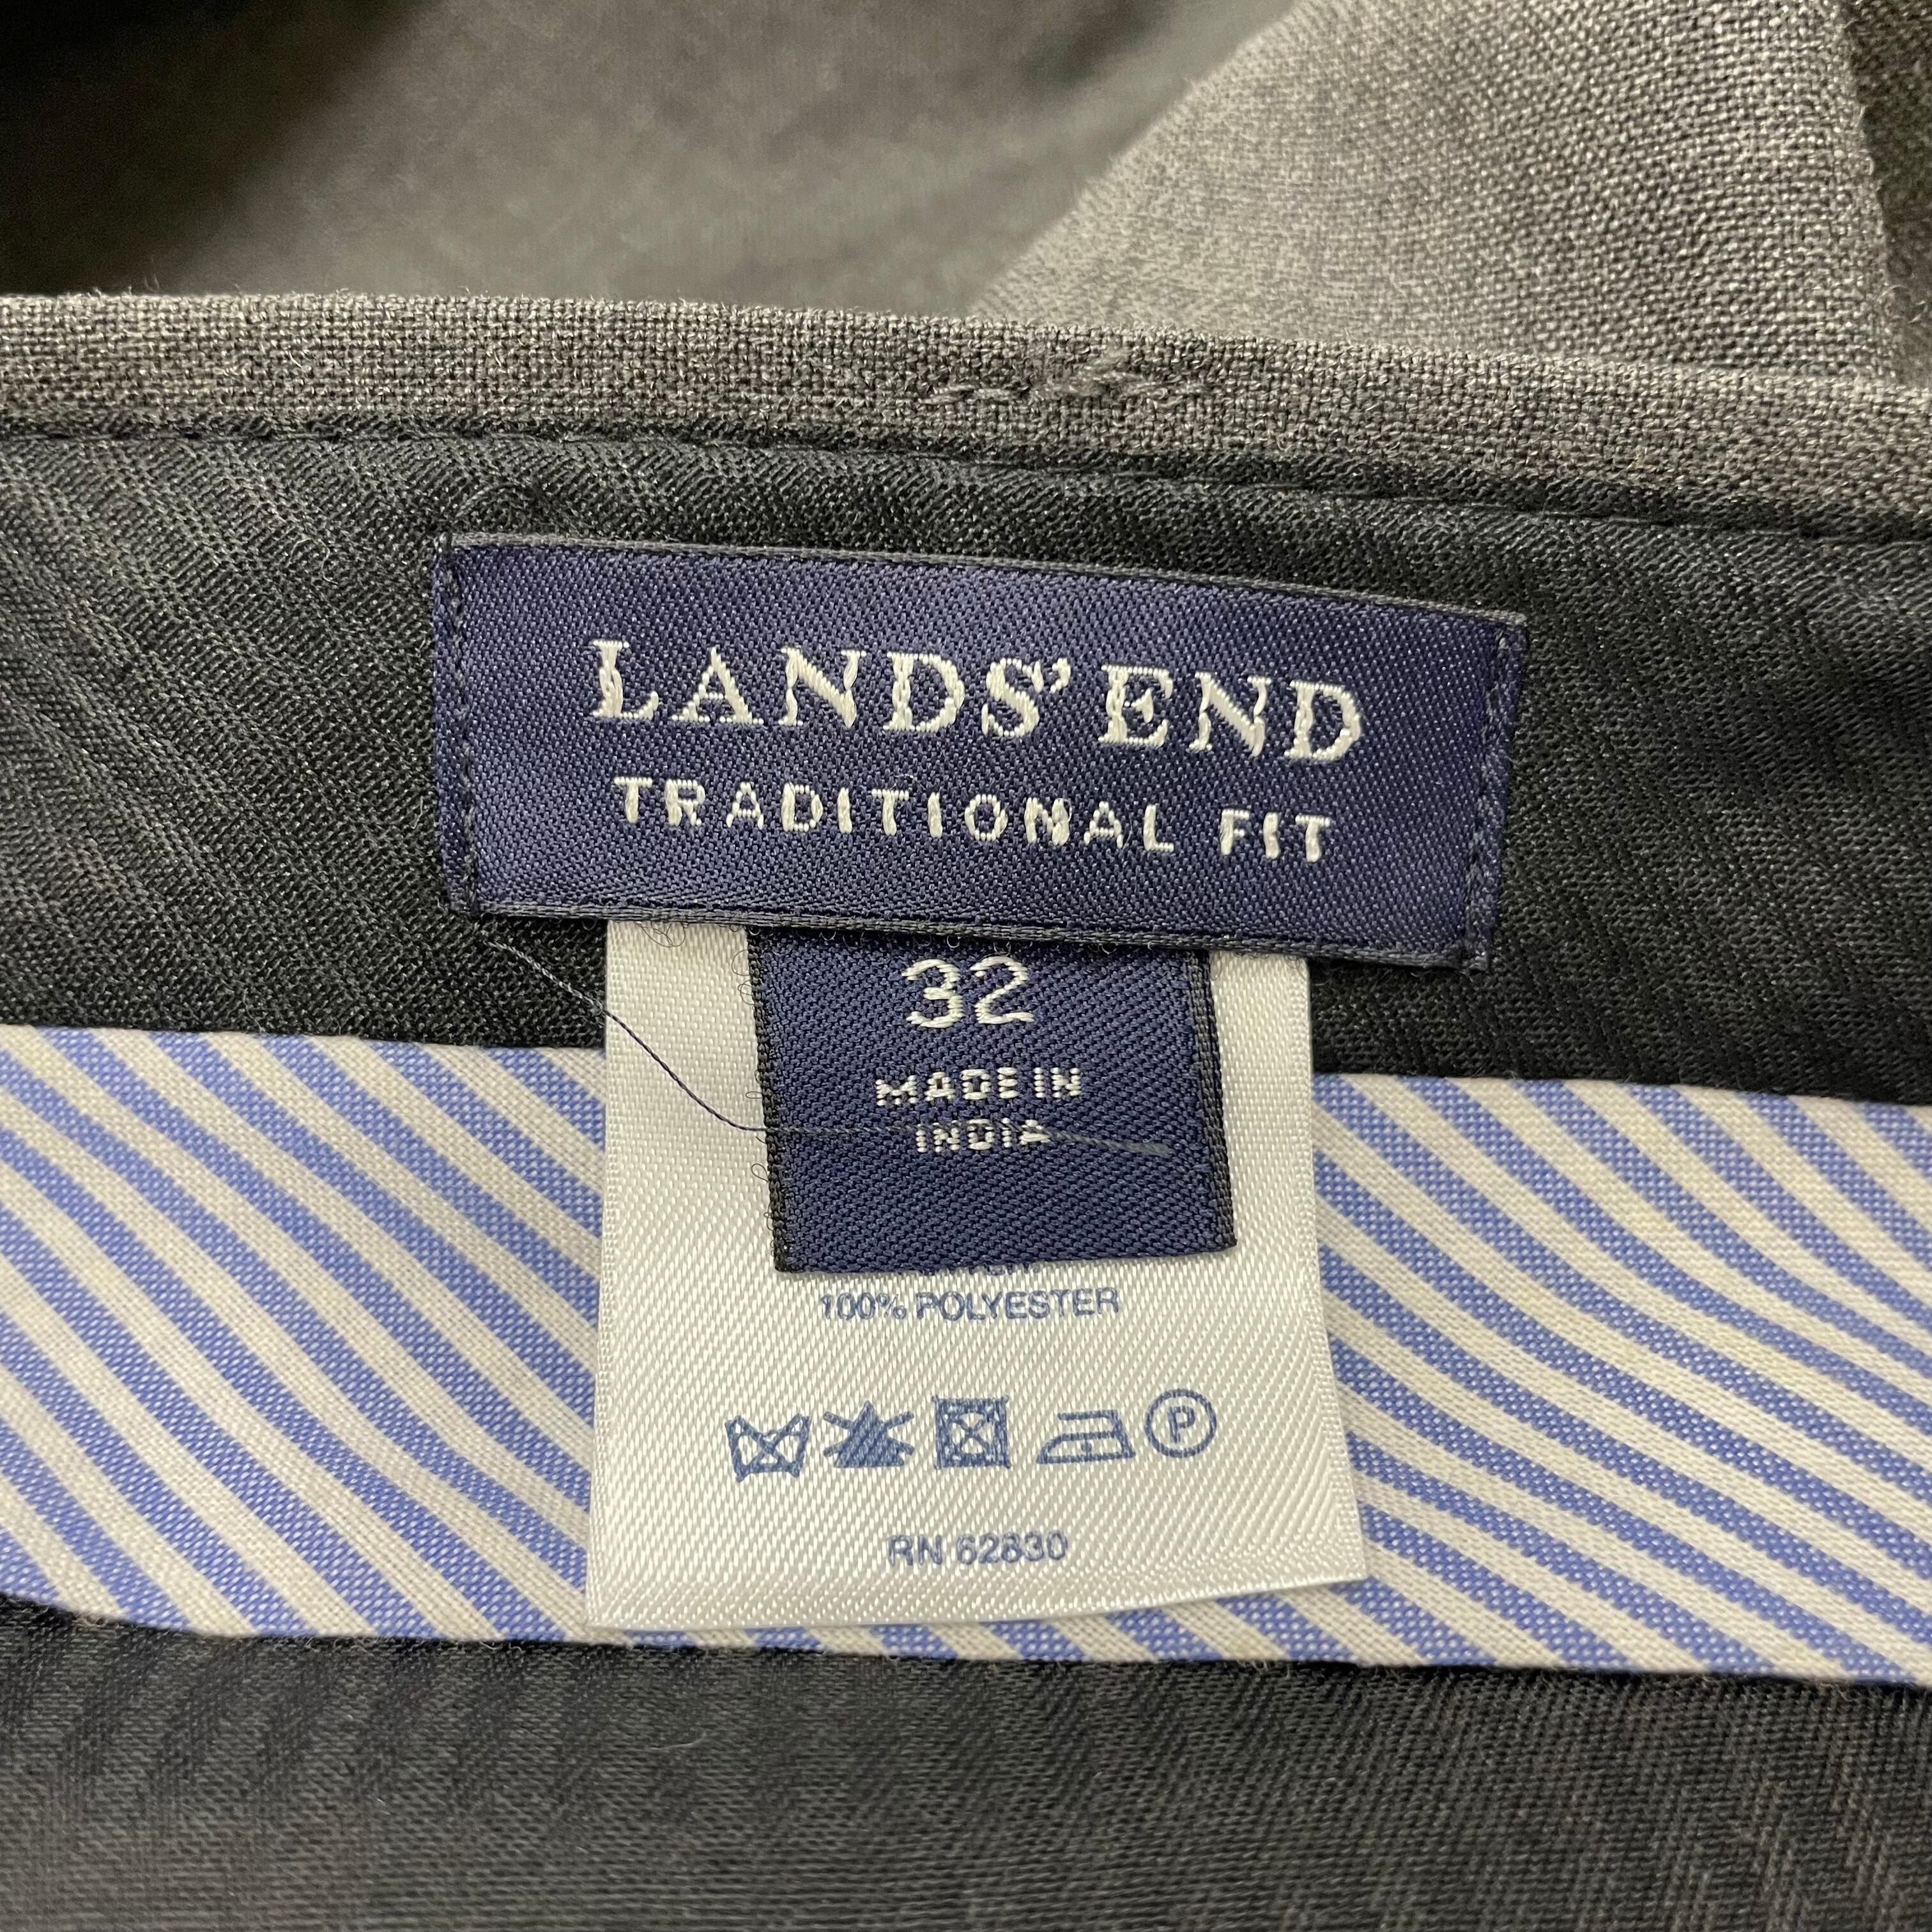 LANDS' END
TRADITIONAL FIT
32
MADE IN
INDIA
100% POLYESTER
P
RN 62830